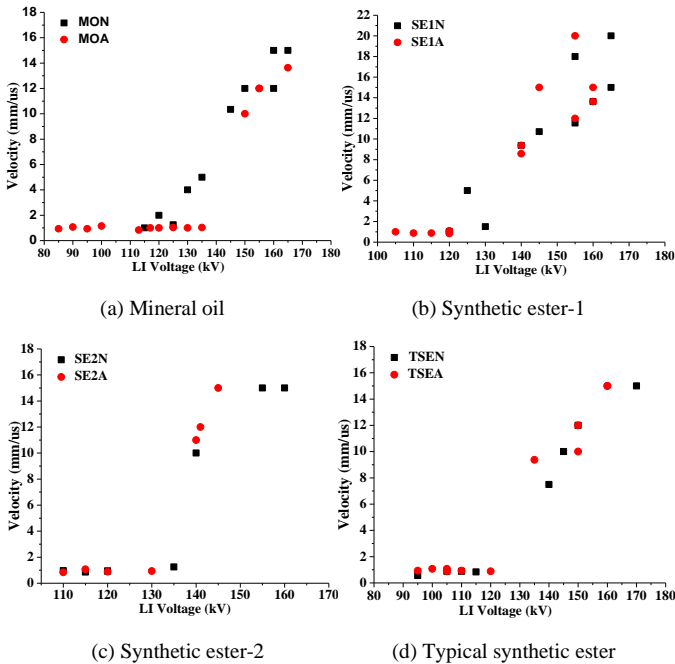 MON
MOA
Velocity (mm/us)
16
14
12
10
8
6
4
2
0
80 90 100 110 120 130 140 150 160 170
LI Voltage (kV)
(a) Mineral oil
SE1N
SE1A
Velocity (mm/us)
22
20
18
16
14
12
10
8
6
4
2
0
100 110 120 130 140 150 160 170 180
LI Voltage (kV)
(b) Synthetic ester-1
SE2N
SE2A
Velocity (mm/us)
18
16
14
12
10
8
6
4
2
0
110 120 130 140 150 160 170
LI Voltage (kV)
(c) Synthetic ester-2
TSEN
TSEA
Velocity (mm/us)
18
16
14
12
10
8
6
4
2
0
80 90 100 110 120 130 140 150 160 170 180
LI Voltage (kV)
(d) Typical synthetic ester